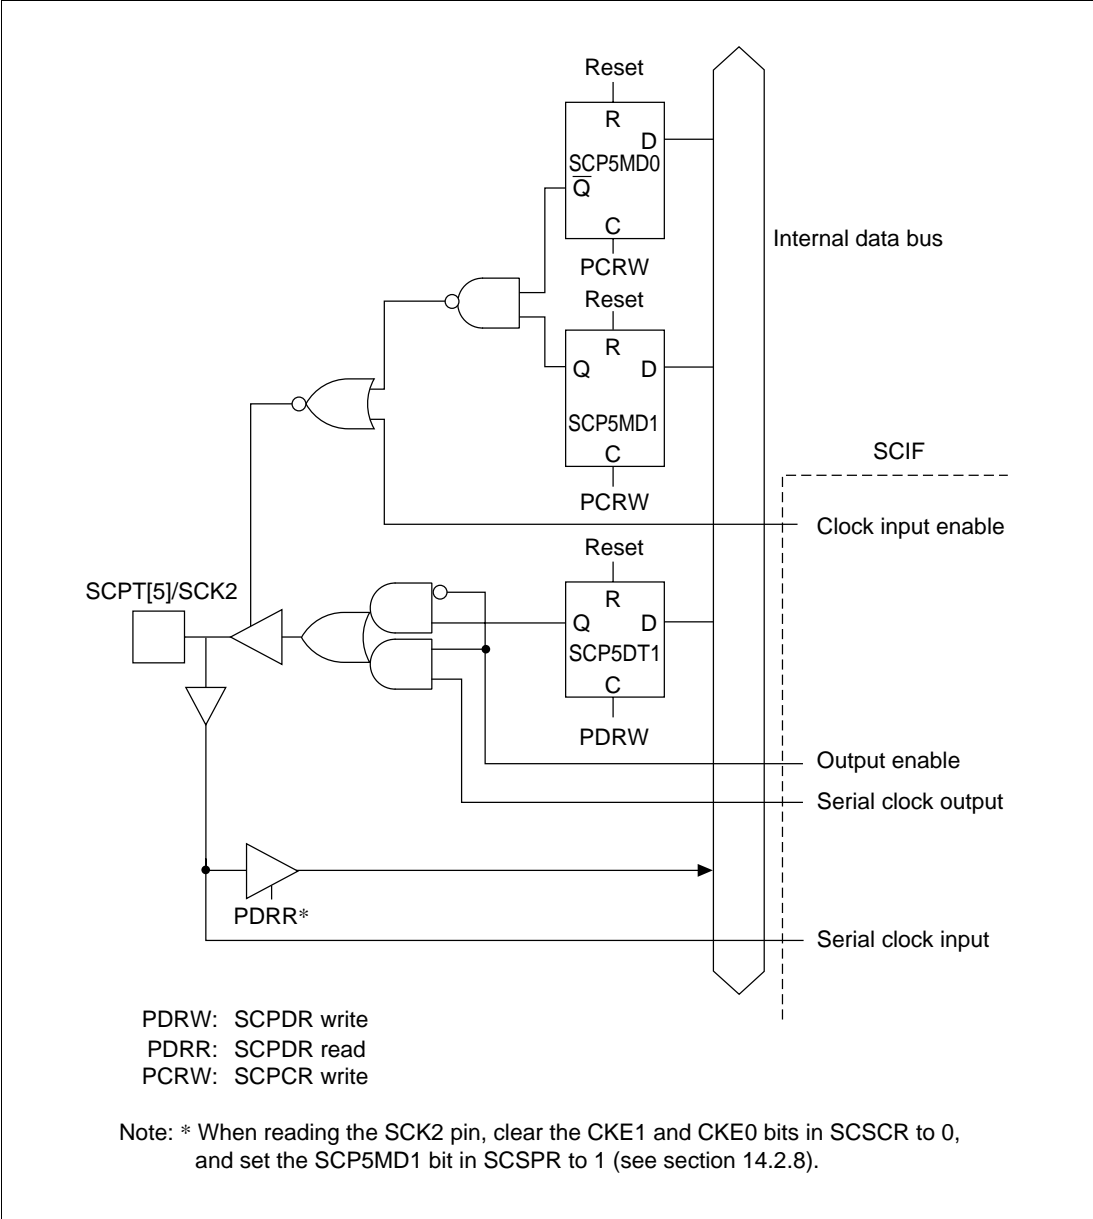 Reset
R
D
SCP5MD0
Q
C
PCRW
Internal data bus
Reset
R
Q D
SCP5MD1
C
PCRW
SCIF
Clock input enable
Reset
SCPT[5]/SCK2
R
Q D
SCP5DT1
C
PDRW
Output enable
Serial clock output
PDRR*
Serial clock input
PDRW: SCPDR write
PDRR: SCPDR read
PCRW: SCPCR write
Note: * When reading the SCK2 pin, clear the CKE1 and CKE0 bits in SCSCR to 0,
and set the SCP5MD1 bit in SCSPR to 1 (see section 14.2.8).